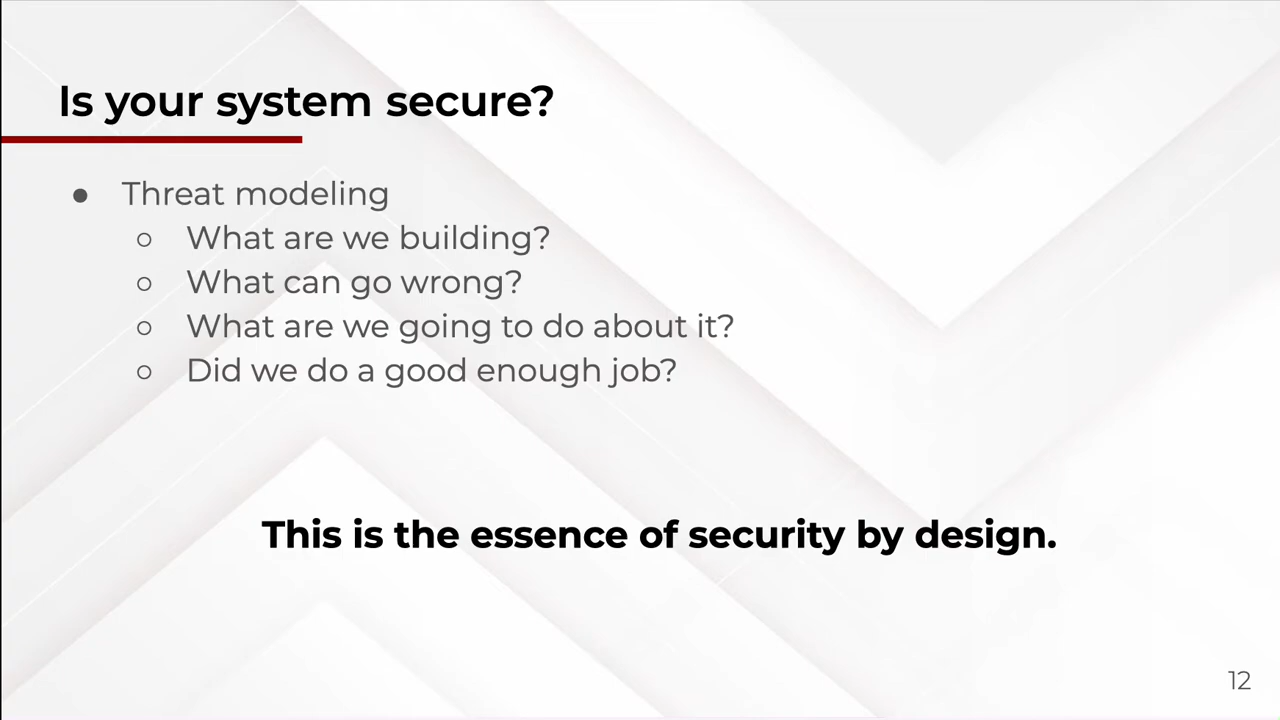 Is your system secure?
● Threat modeling
○ What are we building?
○ What can go wrong?
○ What are we going to do about it?
○ Did we do a good enough job?
This is the essence of security by design.
12